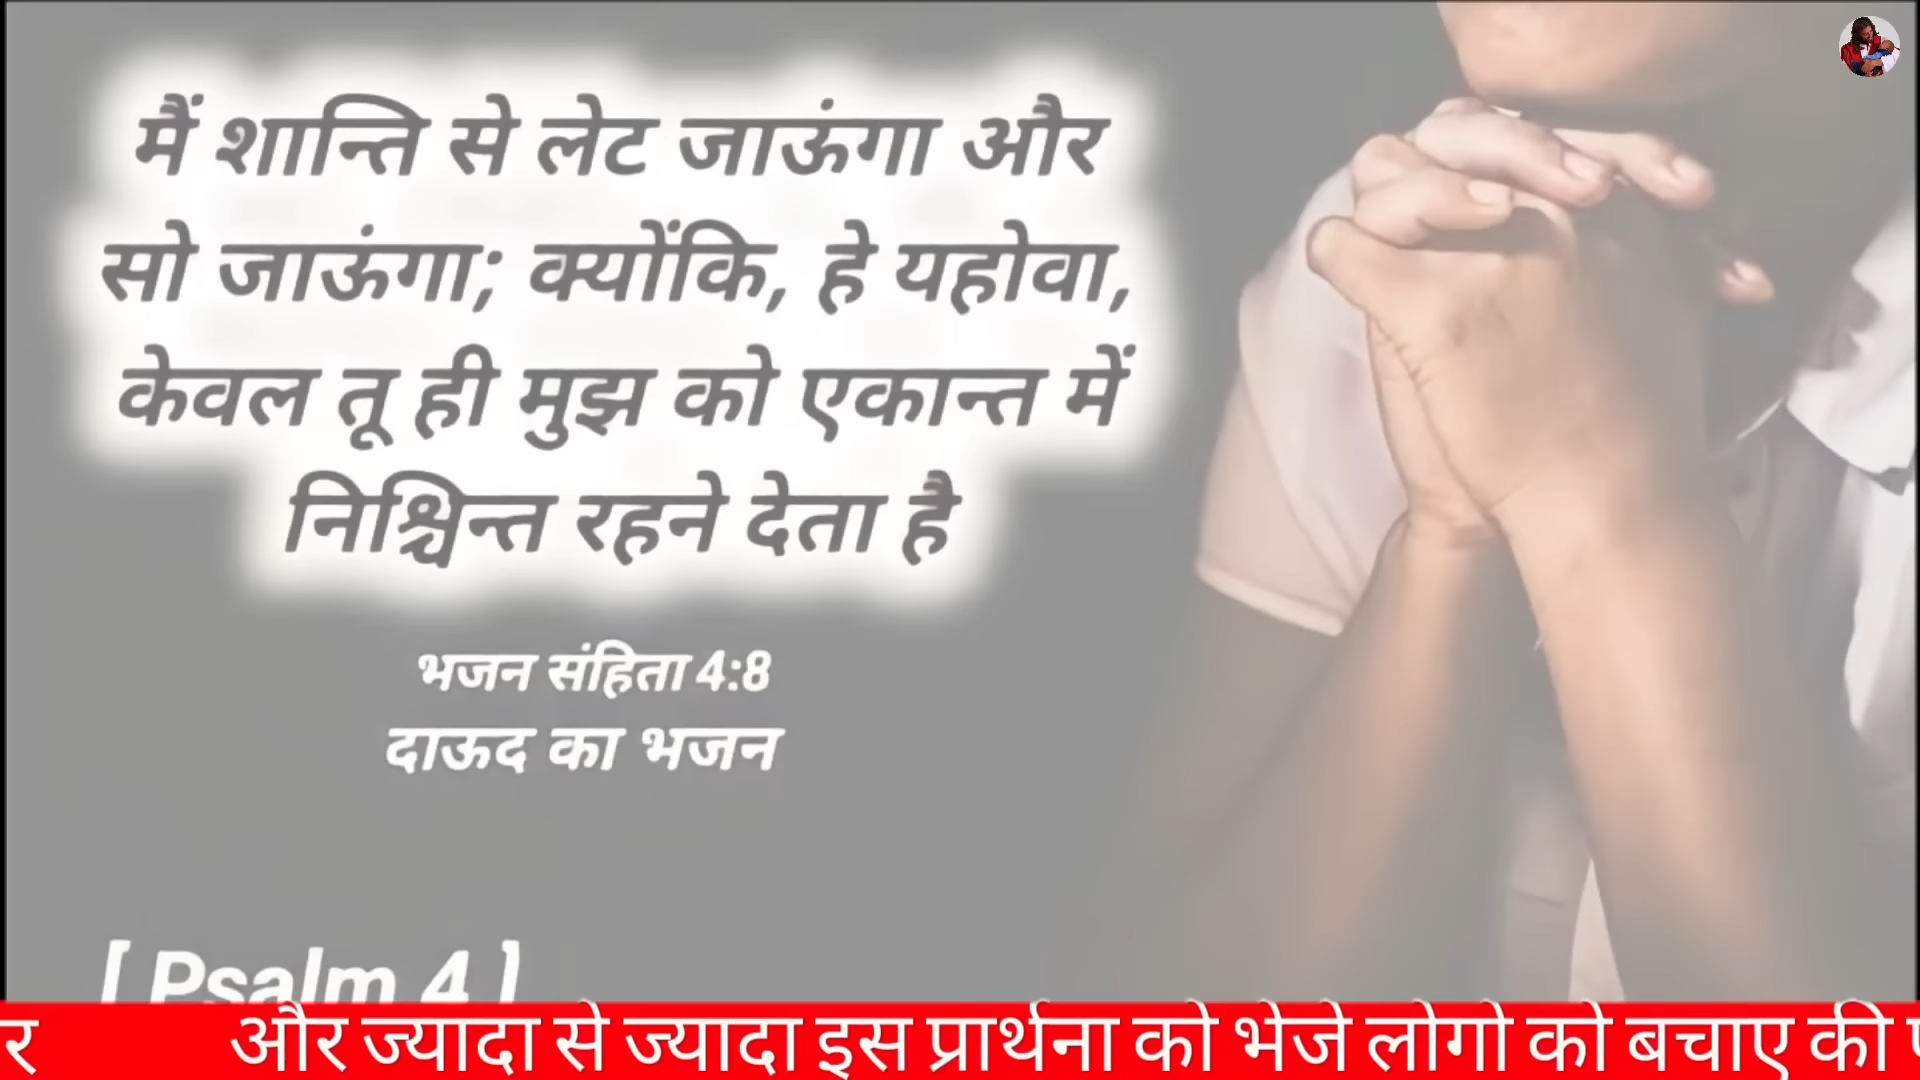 मैं शान्ति से लेट जाऊंगा और
सो जाऊंगा; क्योंकि, हे यहोवा,
केवल तू ही मुझ को एकान्त में
निश्चिन्त रहने देता है
भजन संहिता 4:8
दाऊद का भजन
[ Psalm 4 ]
र और ज्यादा से ज्यादा इस प्रार्थना को भेजे लोगो को बचाए की